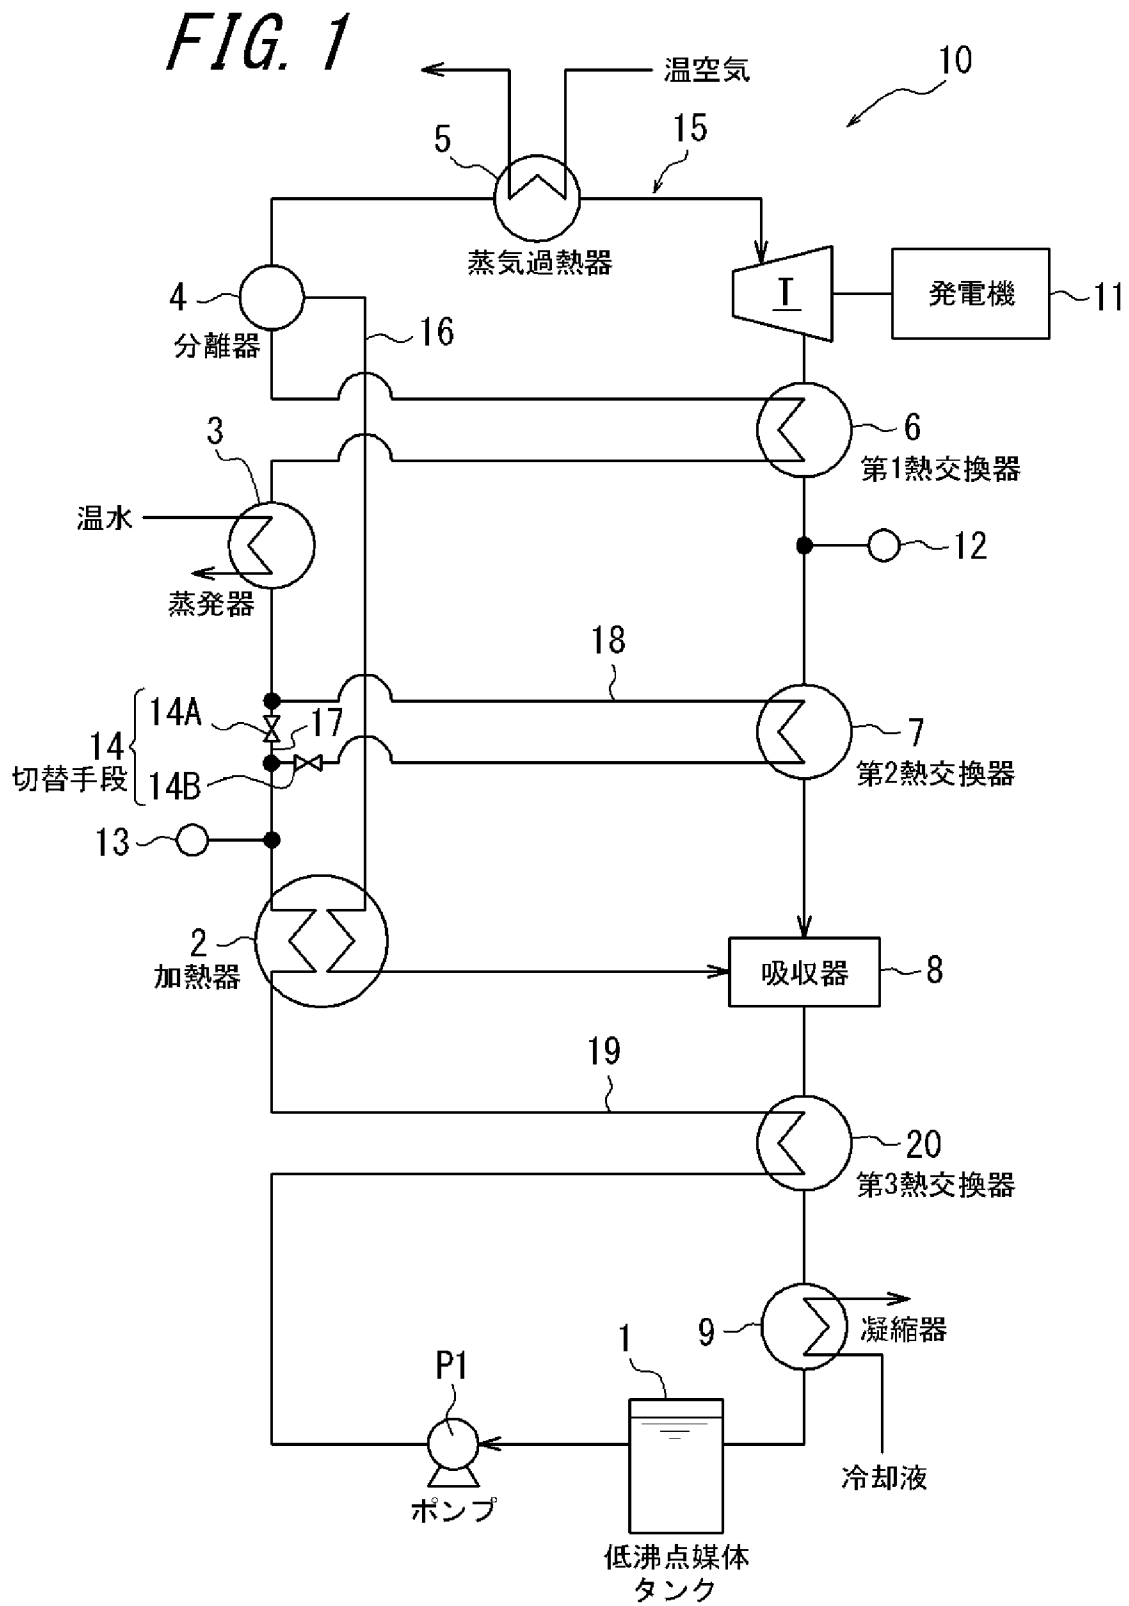 FIG. 1
温空気
10
15
5
蒸気過熱器
4
分離器
T
発電機
11
16
3
6
第1熱交換器
温水
12
蒸発器
18
14A
17
14
切替手段
14B
7
第2熱交換器
13
2
加熱器
吸収器
8
19
20
第3熱交換器
9
凝縮器
1
P1
冷却液
ポンプ
低沸点媒体
タンク